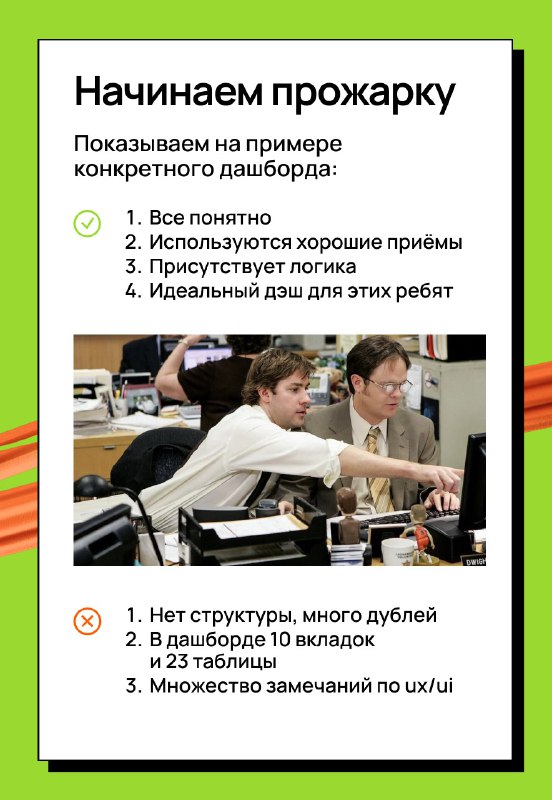 Начинаем прожарку
Показываем на примере
конкретного дашборда:
1. Все понятно
2. Используются хорошие приёмы
3. Присутствует логика
4. Идеальный дэш для этих ребят
DWIGH
1. Нет структуры, много дублей
2. В дашборде 10 вкладок
и 23 таблицы
3. Множество замечаний по ux/ui